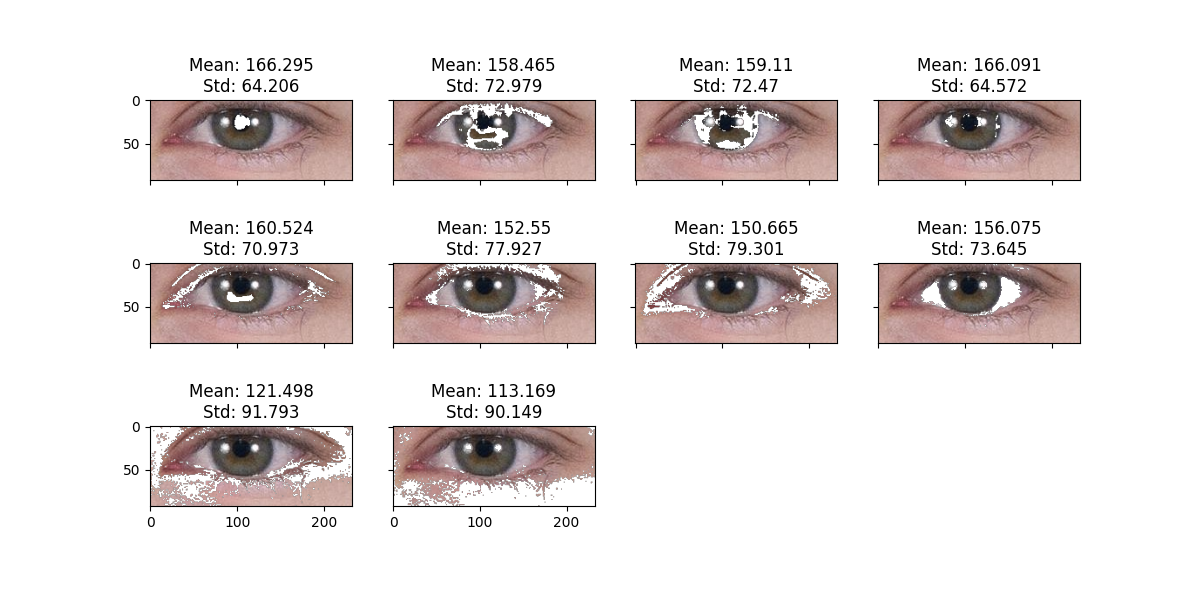 Mean: 166.295
Std: 64.206
Mean: 158.465
Std: 72.979
Mean: 159.11
Std: 72.47
Mean: 166.091
Std: 64.572
0
50
Mean: 160.524
Std: 70.973
Mean: 152.55
Std: 77.927
Mean: 150.665
Std: 79.301
Mean: 156.075
Std: 73.645
0
50
Mean: 121.498
Std: 91.793
Mean: 113.169
Std: 90.149
0
50
0 100 200
0 100 200